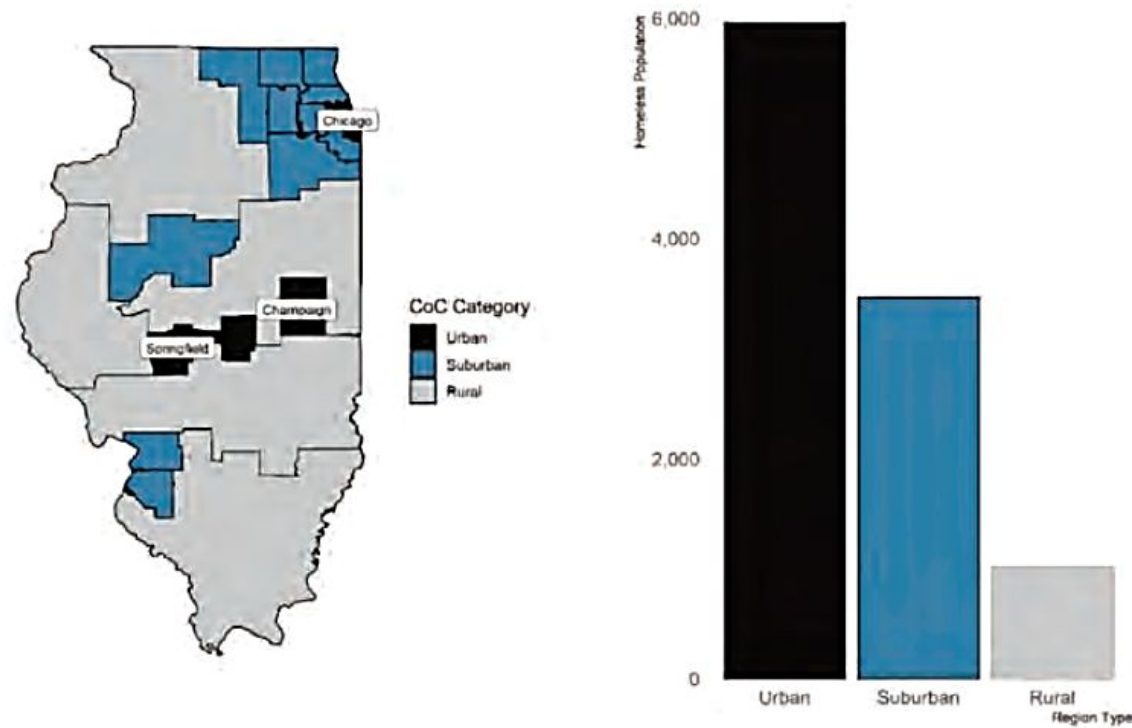 Chicago
Champaign
Springfield
CoC Category
Urban
Suburban
Rural
Homeless Population
6,000
4,000
2,000
0
Urban
Suburban
Rural
Region Type